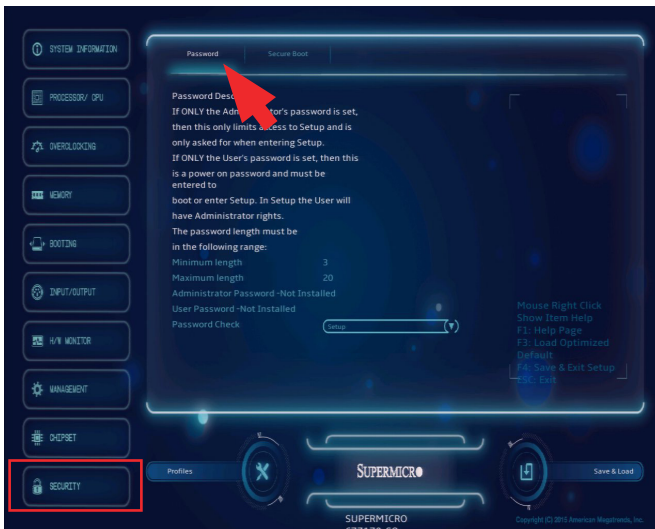 SYSTEM INFORMATION
PROCESSOR/ CPU
OVERCLOCKING
MEMORY
BOOTING
INPUT/OUTPUT
H/W MONITOR
MANAGEMENT
CHIPSET
SECURITY
Password
Secure Boot
Password
If ONLY the
password is set,
then this only limits access to Setup and is
only asked for when entering Setup.
If ONLY the User's password is set, then this
is a power on password and must be
entered to
boot or enter Setup. In Setup the User will
have Administrator rights.
The password length must be
in the following range:
Minimum length 3
Maximum length 20
Administrator Password -Not Installed
User Password -Not Installed
Password Check Setup
Mouse Right Click
Show Item Help
F1: Help Page
F3: Load Optimized
Default
F4: Save & Exit Setup
ESC: Exit
Profiles
SUPERMICRO
Save & Load
SUPERMICRO
Copyright (C) 2015 American Megatrends, Inc.